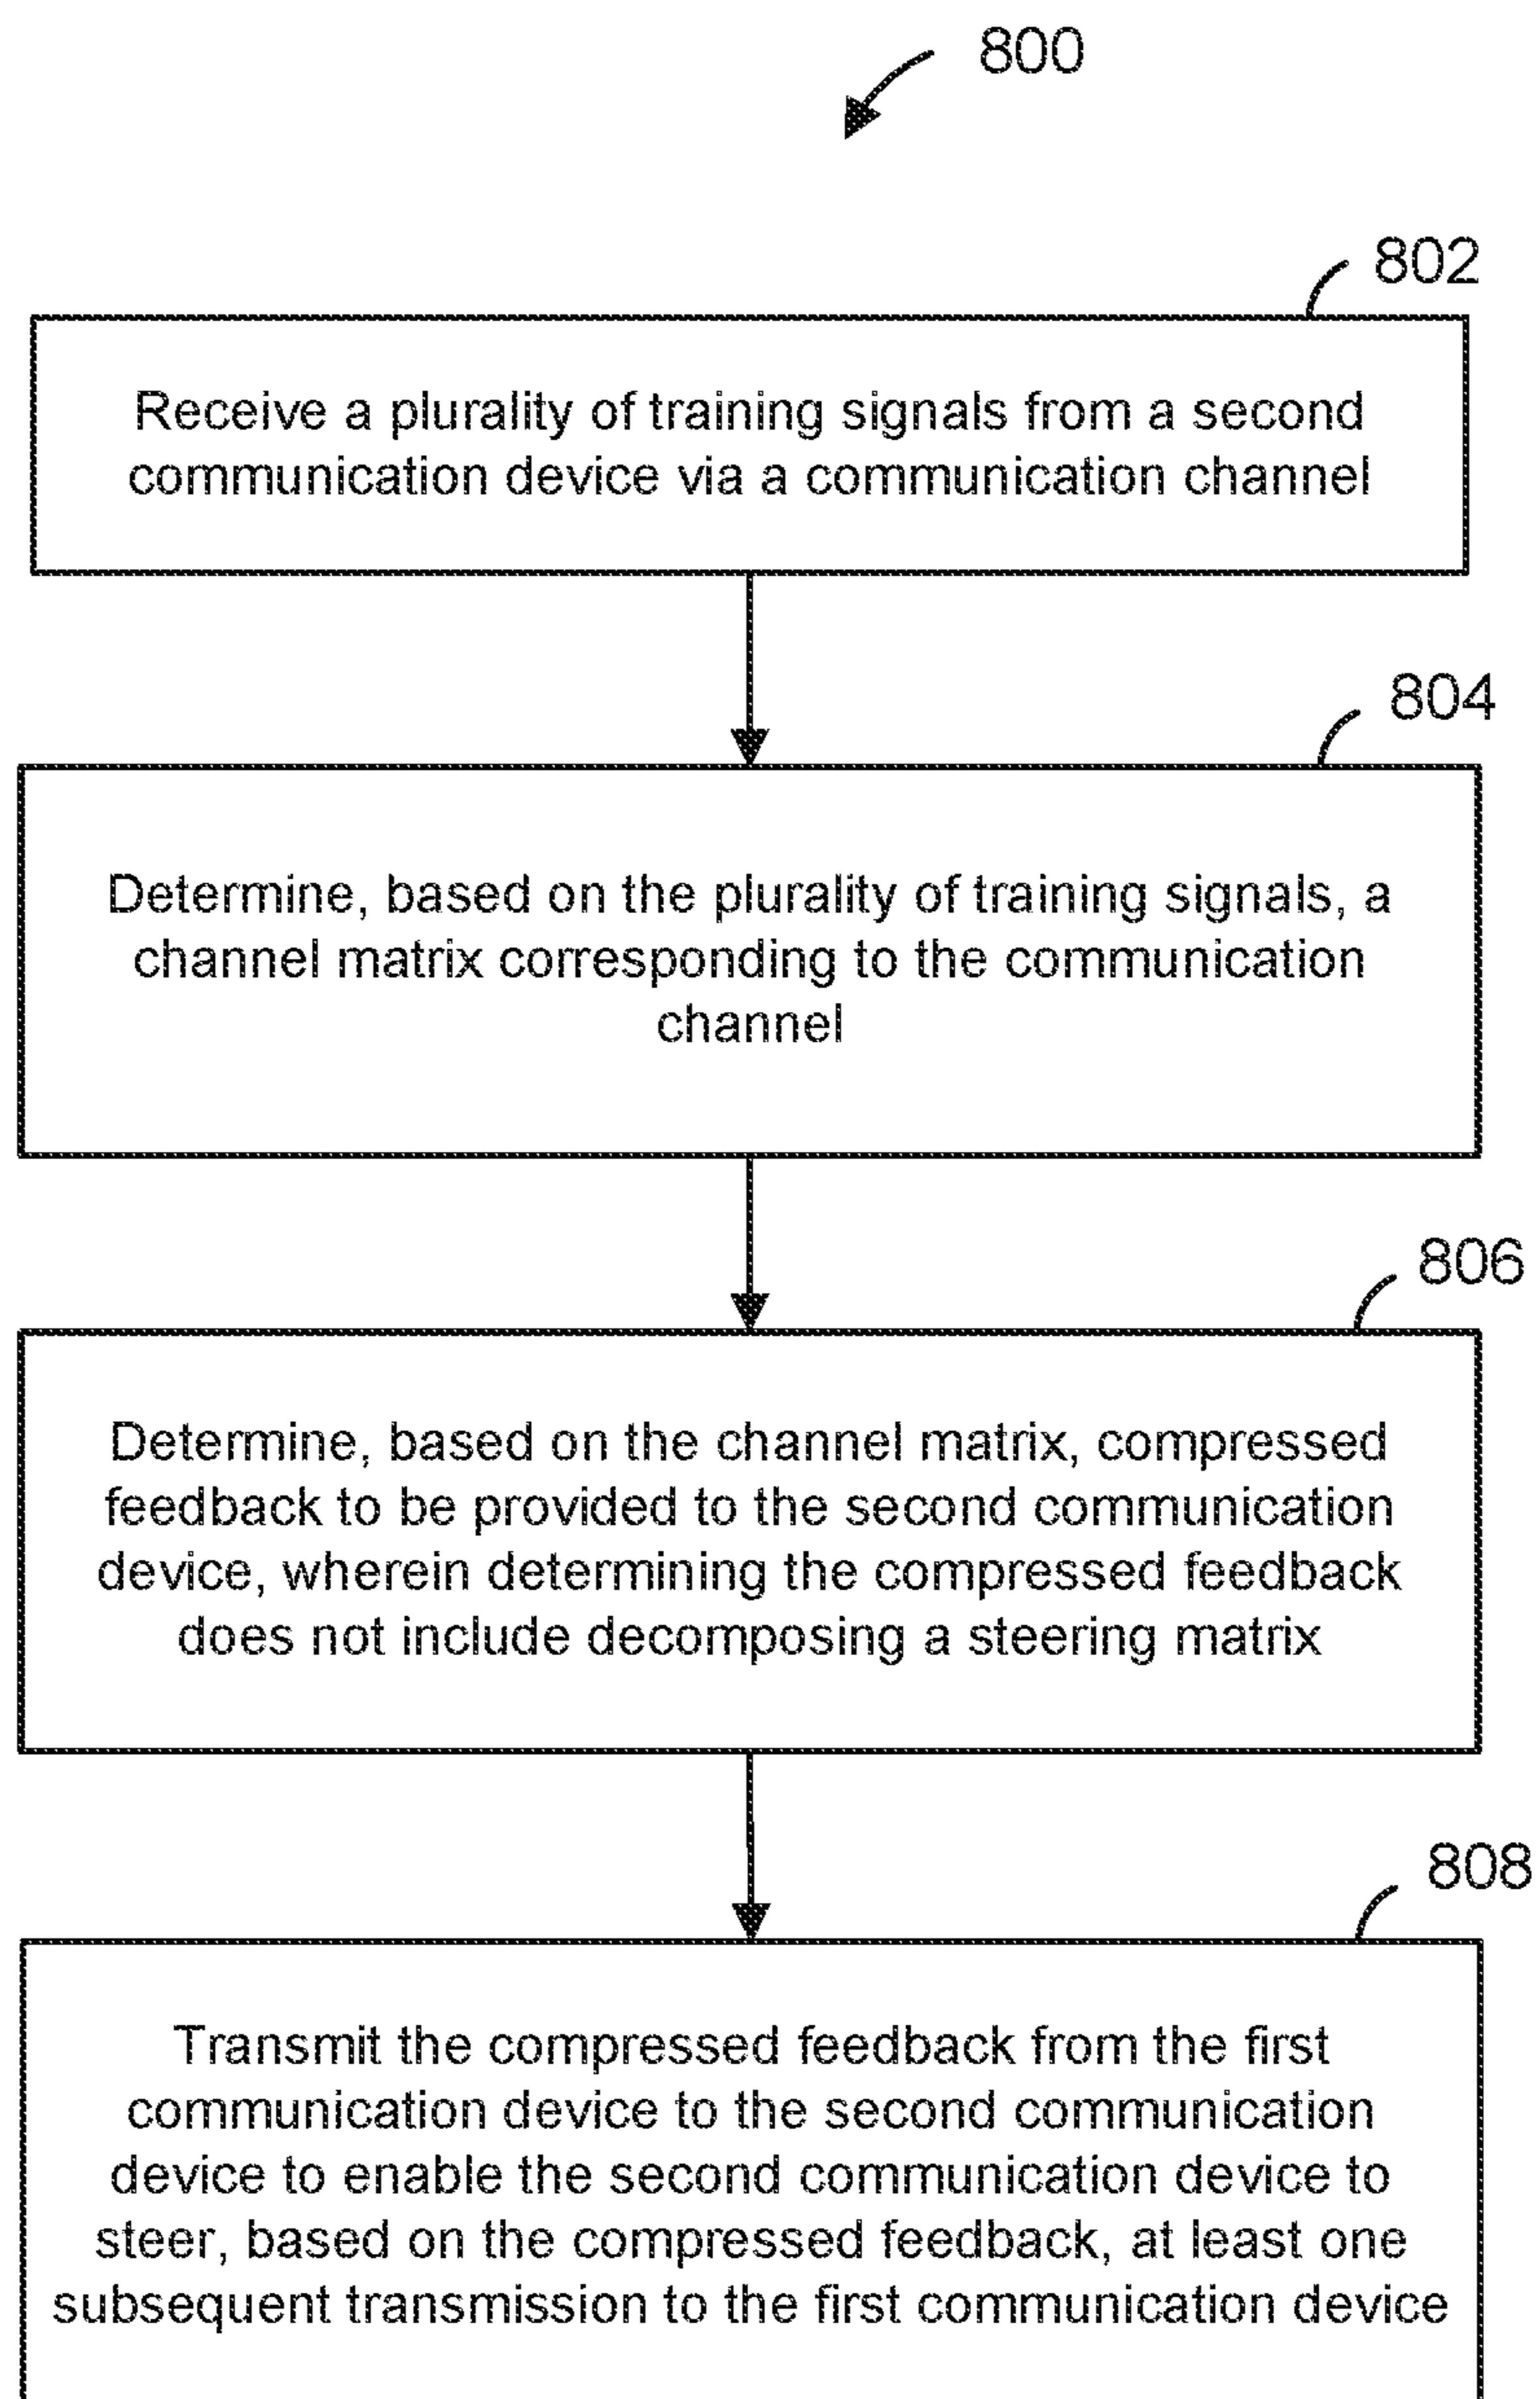 800
802
Receive a plurality of training signals from a second
communication device via a communication channel
804
Determine, based on the plurality of training signals, a
channel matrix corresponding to the communication
channel
806
Determine, based on the channel matrix, compressed
feedback to be provided to the second communication
device, wherein determining the compressed feedback
does not include decomposing a steering matrix
808
Transmit the compressed feedback from the first
communication device to the second communication
device to enable the second communication device to
steer, based on the compressed feedback, at least one
subsequent transmission to the first communication device